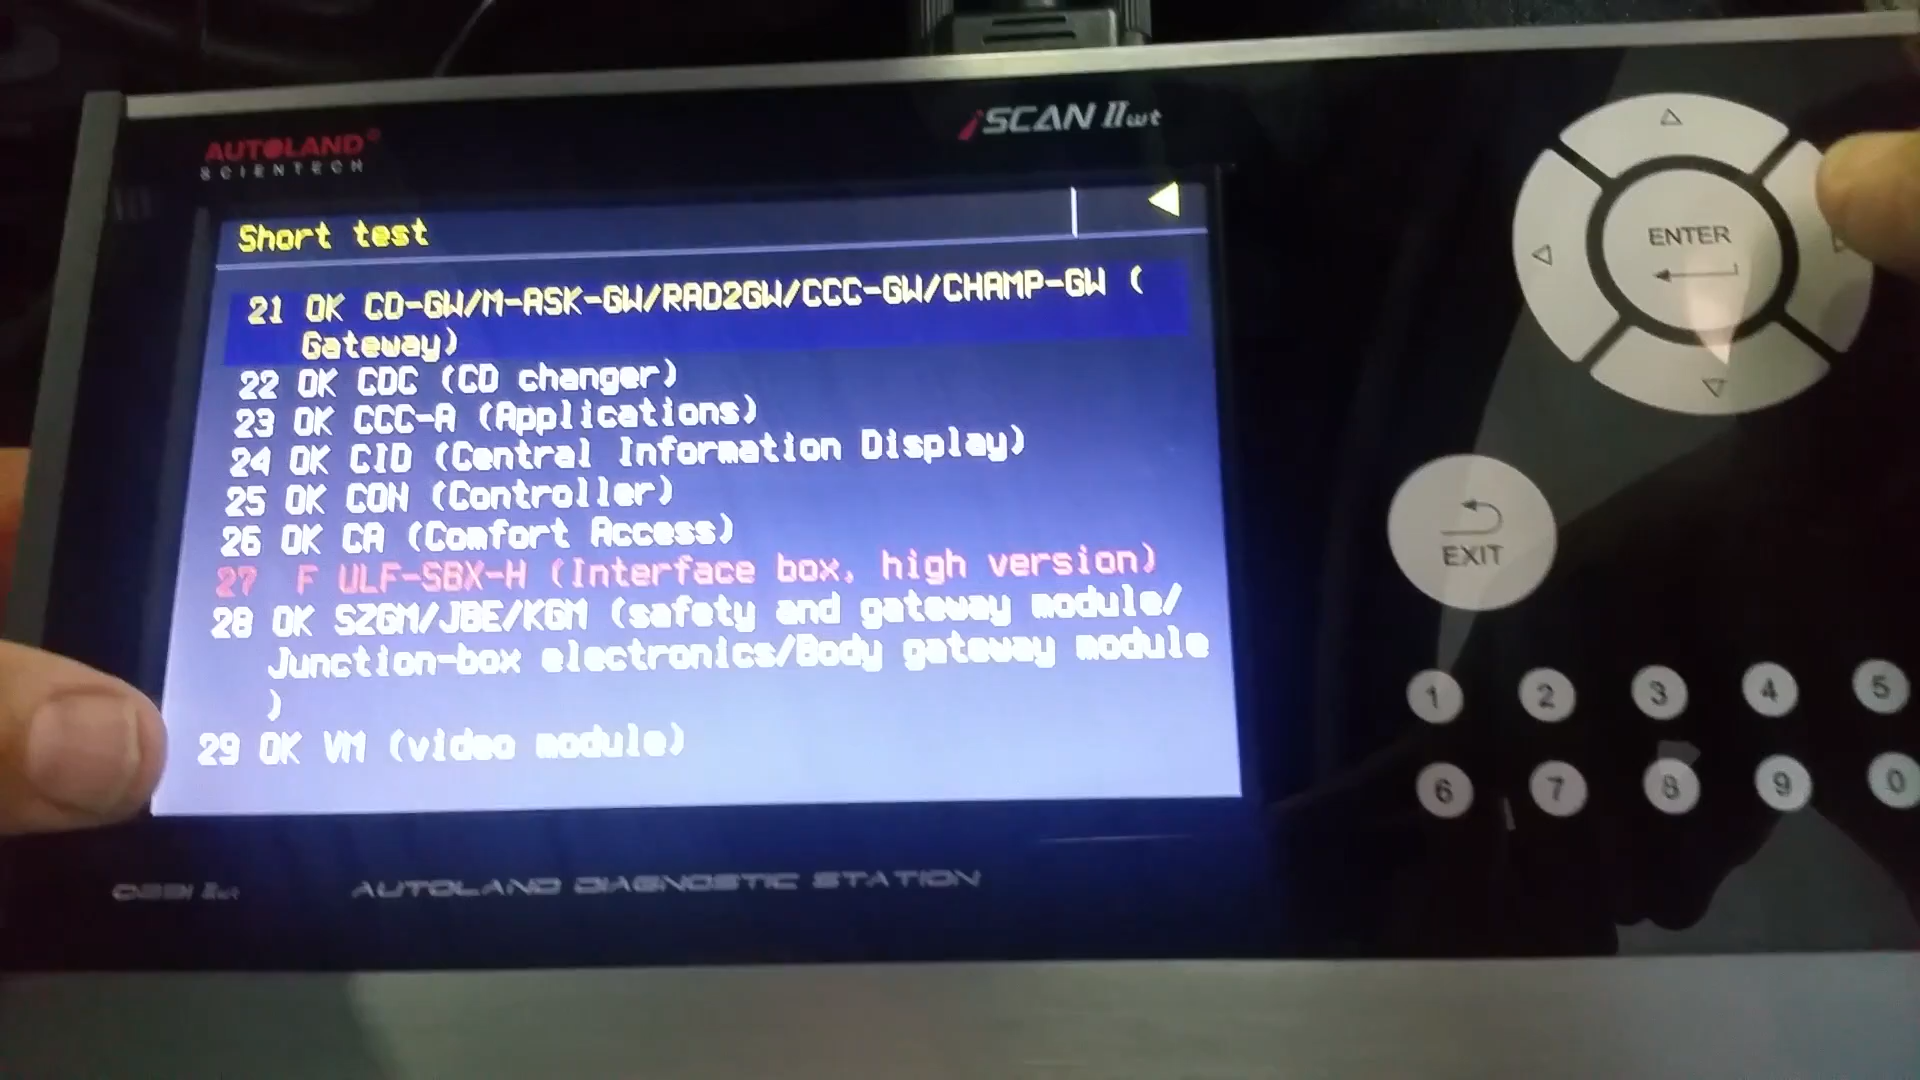 AUTOLAND®
SCIENTECH
iSCAN IIwt
Short test
21 OK CD-GW/M-ASK-GW/RAD2GW/CCC-GW/CHAMP-GW (
Gateway)
22 OK CDC (CD changer)
23 OK CCC-A (Applications)
24 OK CID (Central Information Display)
25 OK CON (Controller)
26 OK CA (Comfort Access)
27 F ULF-SBX-H (Interface box, high version)
28 OK SZGM/JBE/KGM (safety and gateway module/
Junction-box electronics/Body gateway module
)
29 OK VM (video module)
AUTOLAND DIAGNOSTIC STATION
ENTER
EXIT
1 2 3 4 5
6 7 8 9 0